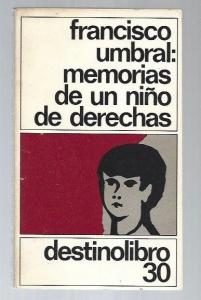 francisco
umbral:
memorias
de un niño
de derechas
destinolibro
30